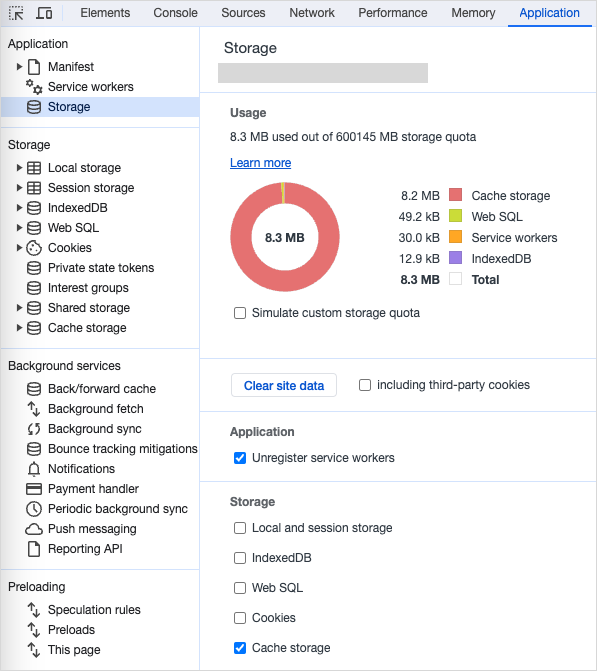 Elements Console Sources Network Performance Memory Application
Application
Manifest
Service workers
Storage
Storage
Local storage
Session storage
IndexedDB
Web SQL
Cookies
Private state tokens
Interest groups
Shared storage
Cache storage
Background services
Back/forward cache
Background fetch
Background sync
Bounce tracking mitigations
Notifications
Payment handler
Periodic background sync
Push messaging
Reporting API
Preloading
Speculation rules
Preloads
This page
Storage
Usage
8.3 MB used out of 600145 MB storage quota
Learn more
8.3 MB
8.2 MB Cache storage
49.2 kB Web SQL
30.0 kB Service workers
12.9 kB IndexedDB
8.3 MB Total
Simulate custom storage quota
Clear site data including third-party cookies
Application
Unregister service workers
Storage
Local and session storage
IndexedDB
Web SQL
Cookies
Cache storage